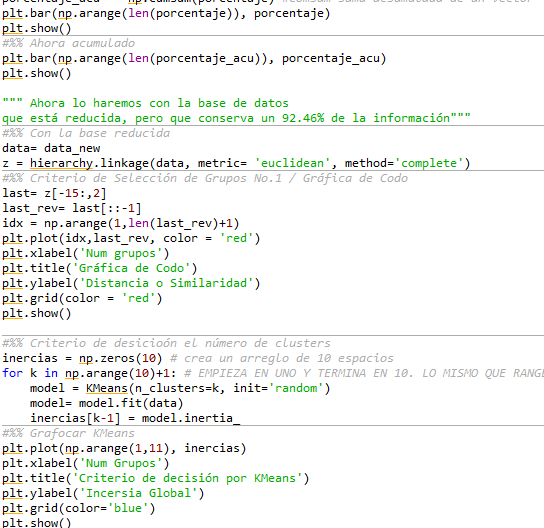 porcentaje_acu = np.cumsum(porcentaje) #cumsum suma acumulada de un vector
plt.bar(np.arange(len(porcentaje)), porcentaje)
plt.show()
#%% Ahora acumulado
plt.bar(np.arange(len(porcentaje_acu)), porcentaje_acu)
plt.show()
""" Ahora lo haremos con la base de datos
que está reducida, pero que conserva un 92.46% de la información"""
#%% Con la base reducida
data= data_new
z = hierarchy.linkage(data, metric= 'euclidean', method='complete')
#%% Criterio de Selección de Grupos No.1 / Gráfica de Codo
last= z[-15:,2]
last_rev= last[::-1]
idx = np.arange(1,len(last_rev)+1)
plt.plot(idx,last_rev, color = 'red')
plt.xlabel('Num grupos')
plt.title('Gráfica de Codo')
plt.ylabel('Distancia o Similaridad')
plt.grid(color = 'red')
plt.show()
#%% Criterio de desicioón el número de clusters
inercias = np.zeros(10) # crea un arreglo de 10 espacios
for k in np.arange(10)+1: # EMPIEZA EN UNO Y TERMINA EN 10. LO MISMO QUE RANGE
model = KMeans(n_clusters=k, init='random')
model= model.fit(data)
inercias[k-1] = model.inertia_
#%% Grafocar KMeans
plt.plot(np.arange(1,11), inercias)
plt.xlabel('Num Grupos')
plt.title('Criterio de decisión por KMeans')
plt.ylabel('Incersia Global')
plt.grid(color='blue')
plt.show()